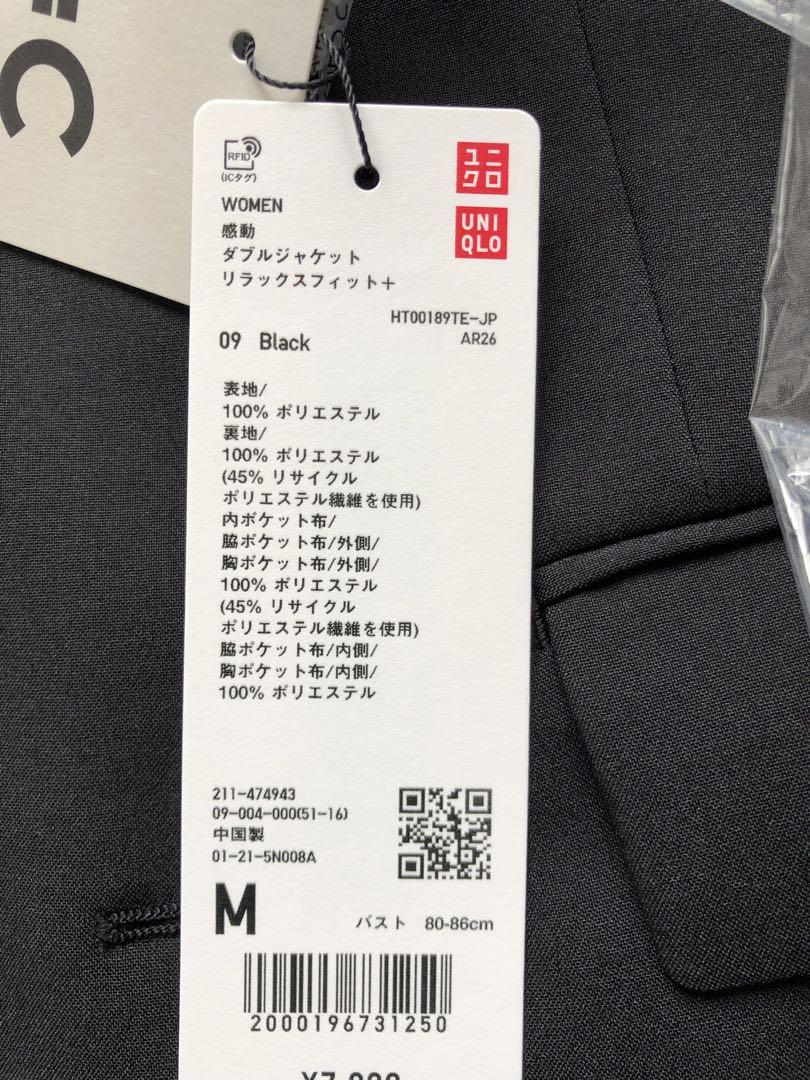 C
RFID
(ICタグ)
ユニ
クロ
UNI
QLO
WOMEN
感動
ダブルジャケット
リラックスフィット＋
HT00189TE-JP
09 Black
AR26
表地/
100% ポリエステル
裏地/
100% ポリエステル
(45% リサイクル
ポリエステル繊維を使用)
内ポケット布/
脇ポケット布/外側/
胸ポケット布/外側/
100% ポリエステル
(45% リサイクル
ポリエステル繊維を使用)
脇ポケット布/内側/
胸ポケット布/内側/
100% ポリエステル
211-474943
09-004-000(51-16)
中国製
01-21-5N008A
M
バスト 80-86cm
2000196731250